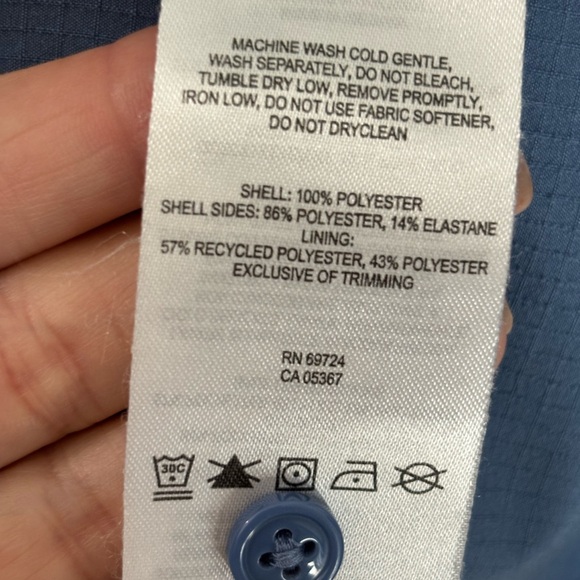 MACHINE WASH COLD GENTLE,
WASH SEPARATELY, DO NOT BLEACH,
TUMBLE DRY LOW, REMOVE PROMPTLY,
IRON LOW, DO NOT USE FABRIC SOFTENER,
DO NOT DRYCLEAN
SHELL: 100% POLYESTER
SHELL SIDES: 86% POLYESTER, 14% ELASTANE
LINING:
57% RECYCLED POLYESTER, 43% POLYESTER
EXCLUSIVE OF TRIMMING
RN 69724
CA 05367
30C